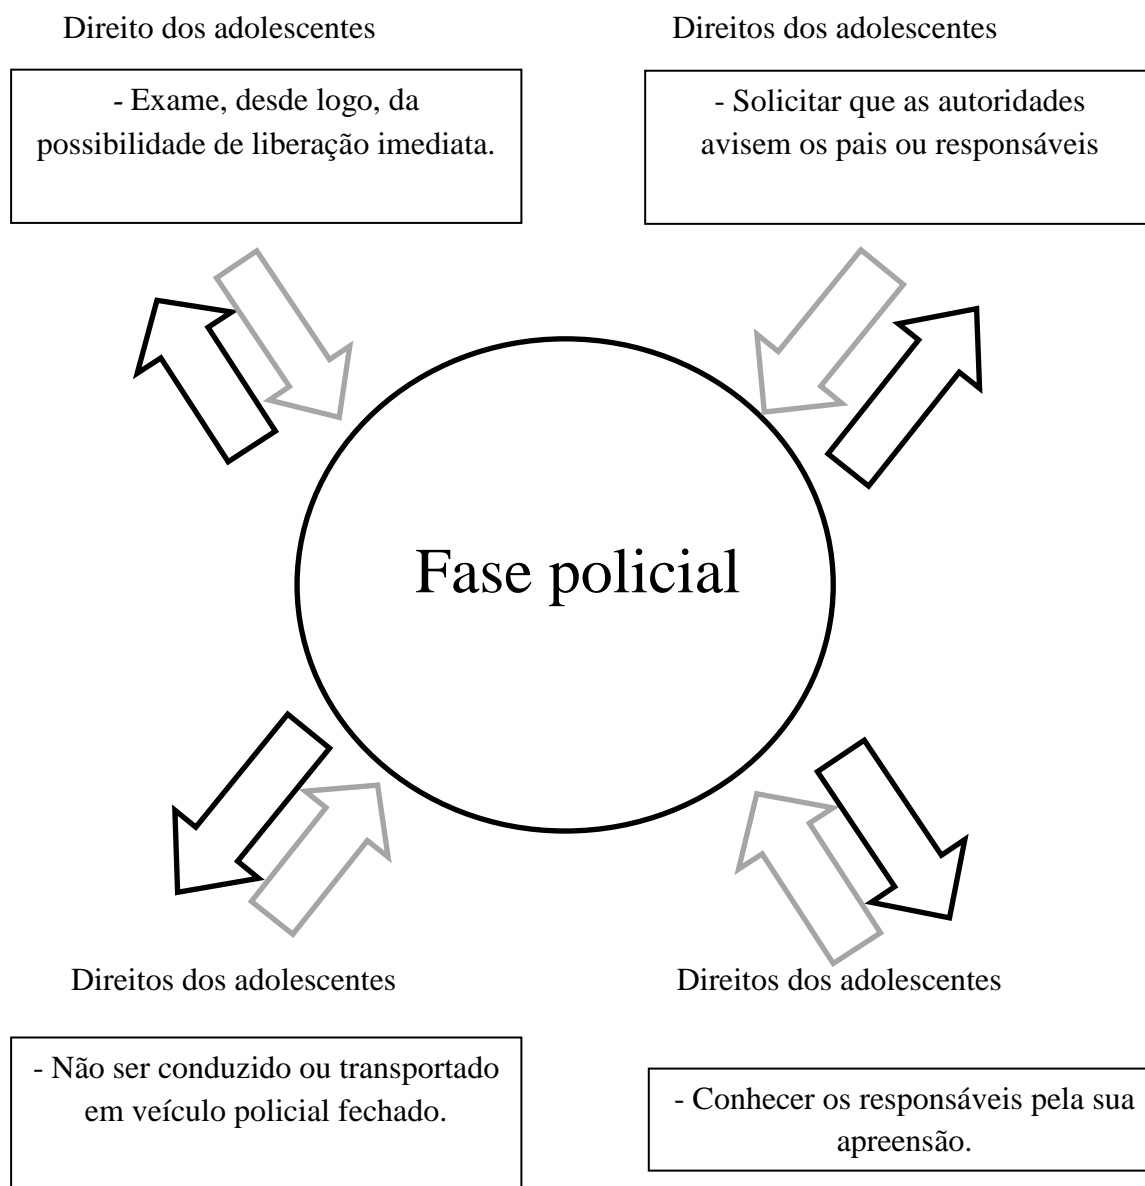 Direito dos adolescentes
- Exame, desde logo, da
possibilidade de liberação imediata.
Direitos dos adolescentes
- Solicitar que as autoridades
avisem os pais ou responsáveis
Fase policial
Direitos dos adolescentes
- Não ser conduzido ou transportado
em veículo policial fechado.
Direitos dos adolescentes
- Conhecer os responsáveis pela sua
apreensão.